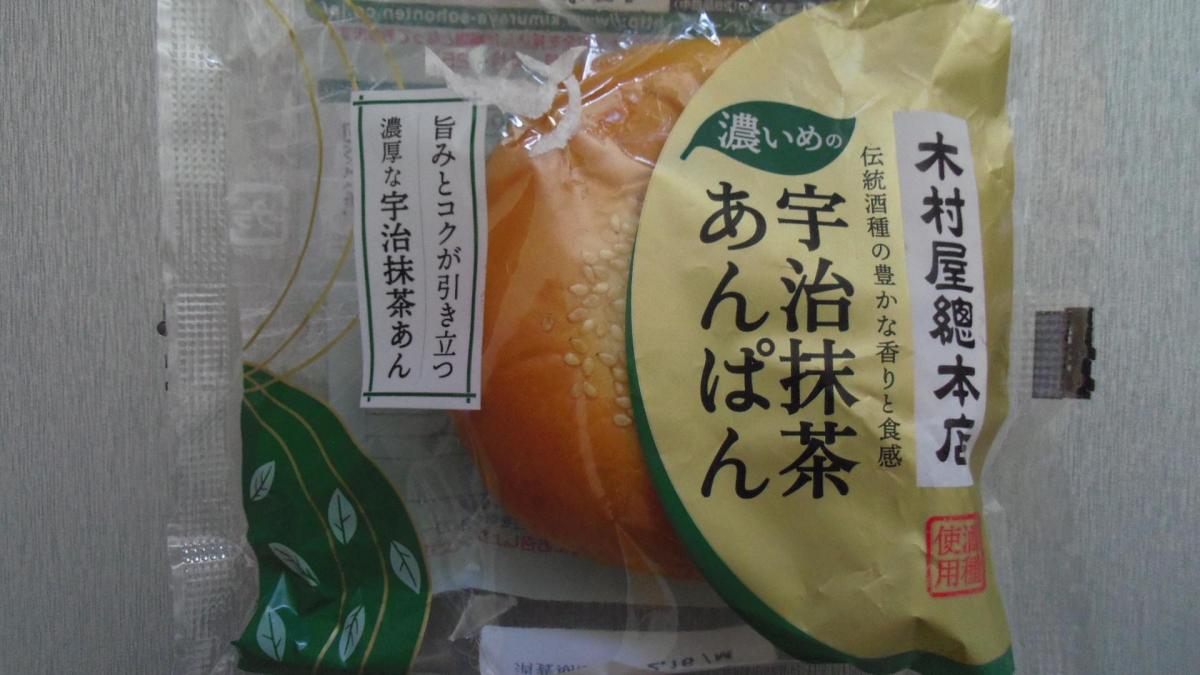 木村屋總本店
伝統酒種の豊かな香りと食感
濃いめの
宇治抹茶
あんぱん
酒種
使用
旨みとコクが引き立つ
濃厚な宇治抹茶あん